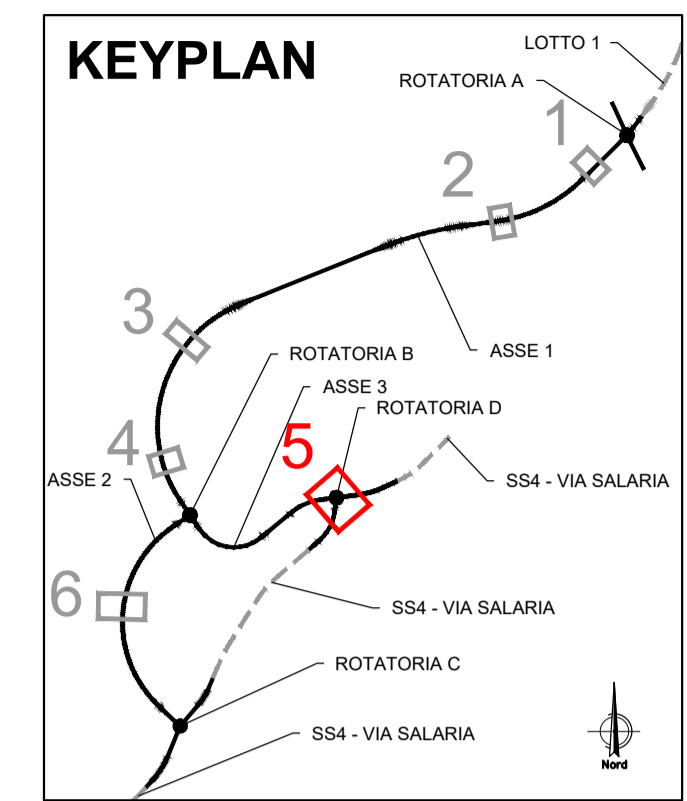 KEYPLAN
LOTTO 1
ROTATORIA A
1
2
3
ASSE 1
ROTATORIA B
ASSE 3
ROTATORIA D
4
5
ASSE 2
SS4 - VIA SALARIA
6
SS4 - VIA SALARIA
ROTATORIA C
SS4 - VIA SALARIA
Nord